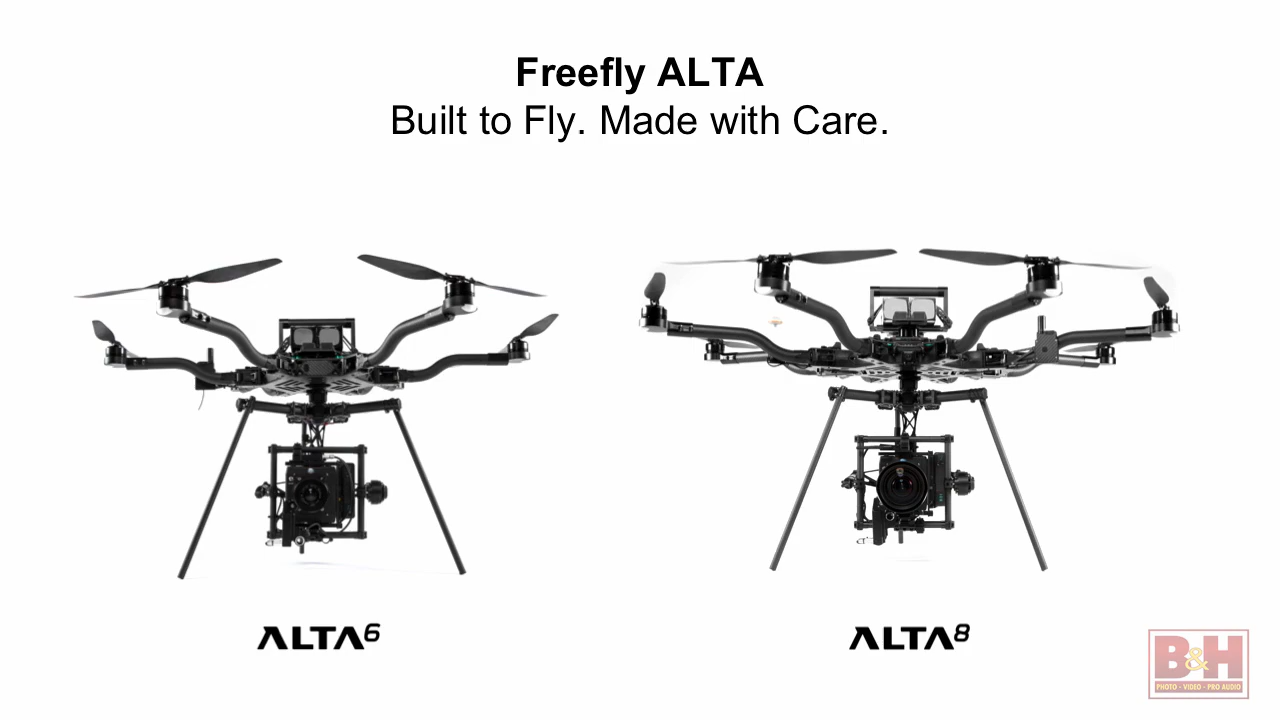 Freefly ALTA
Built to Fly. Made with Care.
ALTA6
ALTA8
B&H
PHOTO - VIDEO - PRO AUDIO